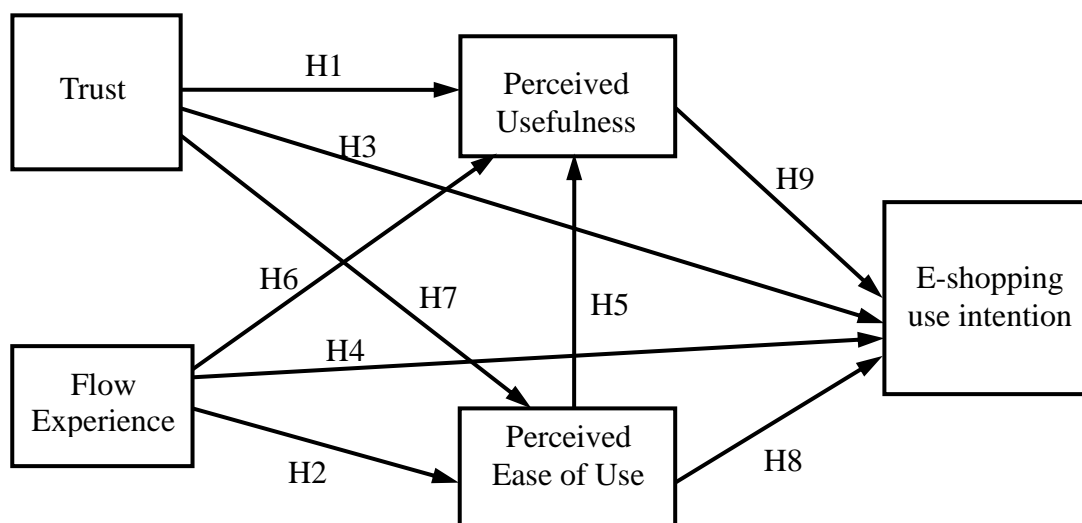 H1
Trust
Perceived
Usefulness
H3
H9
H6
H7
H5
E-shopping
use intention
H4
Flow
Experience
H2
Perceived
Ease of Use
H8